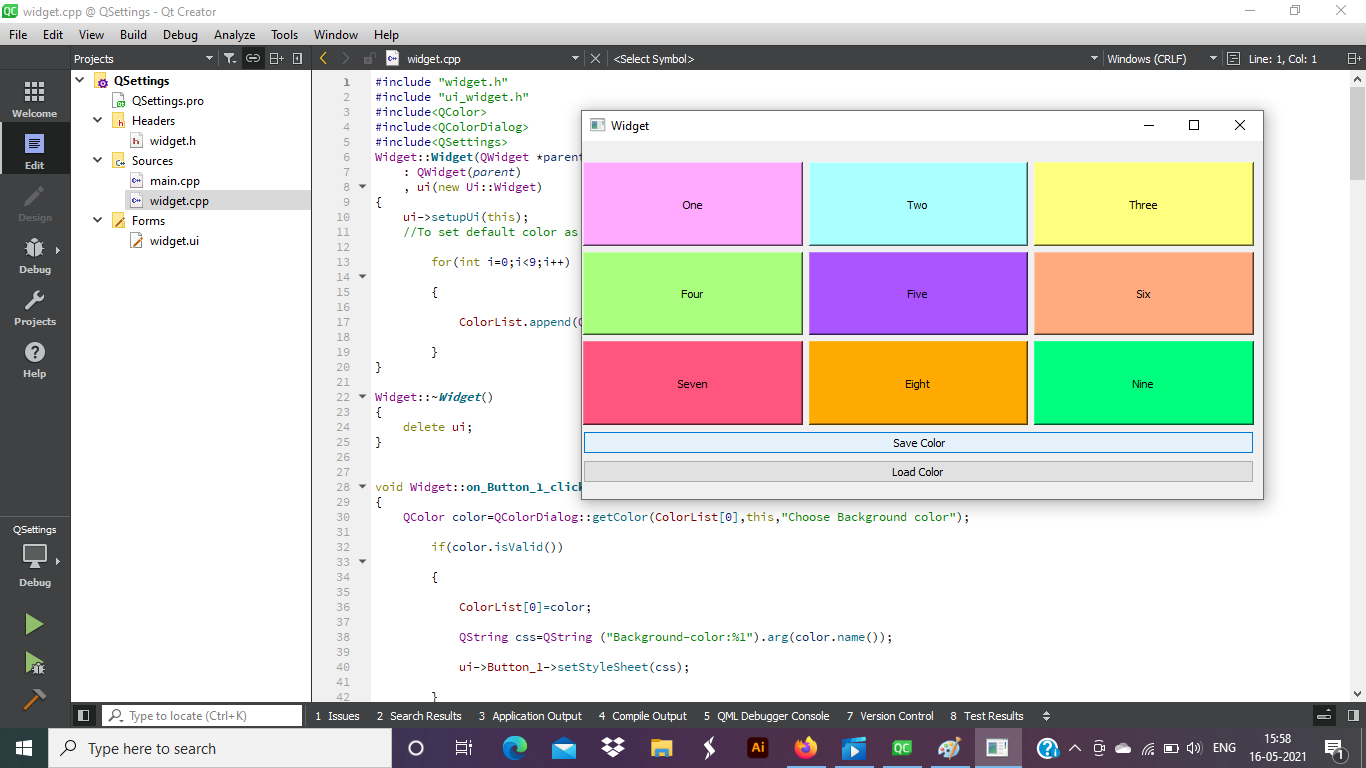 widget.cpp @ QSettings - Qt Creator
File Edit View Build Debug Analyze Tools Window Help
Projects
widget.cpp
<Select Symbol>
Windows (CRLF)
Line: 1, Col: 1
Welcome
Edit
Design
Debug
Projects
Help
QSettings
Debug
QSettings
QSettings.pro
Headers
widget.h
Sources
main.cpp
widget.cpp
Forms
widget.ui
1 #include "widget.h"
2 #include "ui_widget.h"
3 #include<QColor>
4 #include<QColorDialog>
5 #include<QSettings>
6 Widget::Widget(QWidget *parent
7 : QWidget(parent)
8 , ui(new Ui::Widget)
9 {
10 ui->setupUi(this);
11 //To set default color as
12
13 for(int i=0;i<9;i++)
14
15 {
16
17 ColorList.append(
18
19 }
20 }
21
22 Widget::~Widget()
23 {
24 delete ui;
25 }
26
27
28 void Widget::on_Button_1_click
29 {
30 QColor color=QColorDialog::getColor(ColorList[0],this,"Choose Background color");
31
32 if(color.isValid())
33
34 {
35
36 ColorList[0]=color;
37
38 QString css=QString ("Background-color:%1").arg(color.name());
39
40 ui->Button_1->setStyleSheet(css);
41
42 }
Widget
One Two Three
Four Five Six
Seven Eight Nine
Save Color
Load Color
Type to locate (Ctrl+K)
1 Issues 2 Search Results 3 Application Output 4 Compile Output 5 QML Debugger Console 7 Version Control 8 Test Results
Type here to search
Ai
QC
ENG
15:58
16-05-2021
1